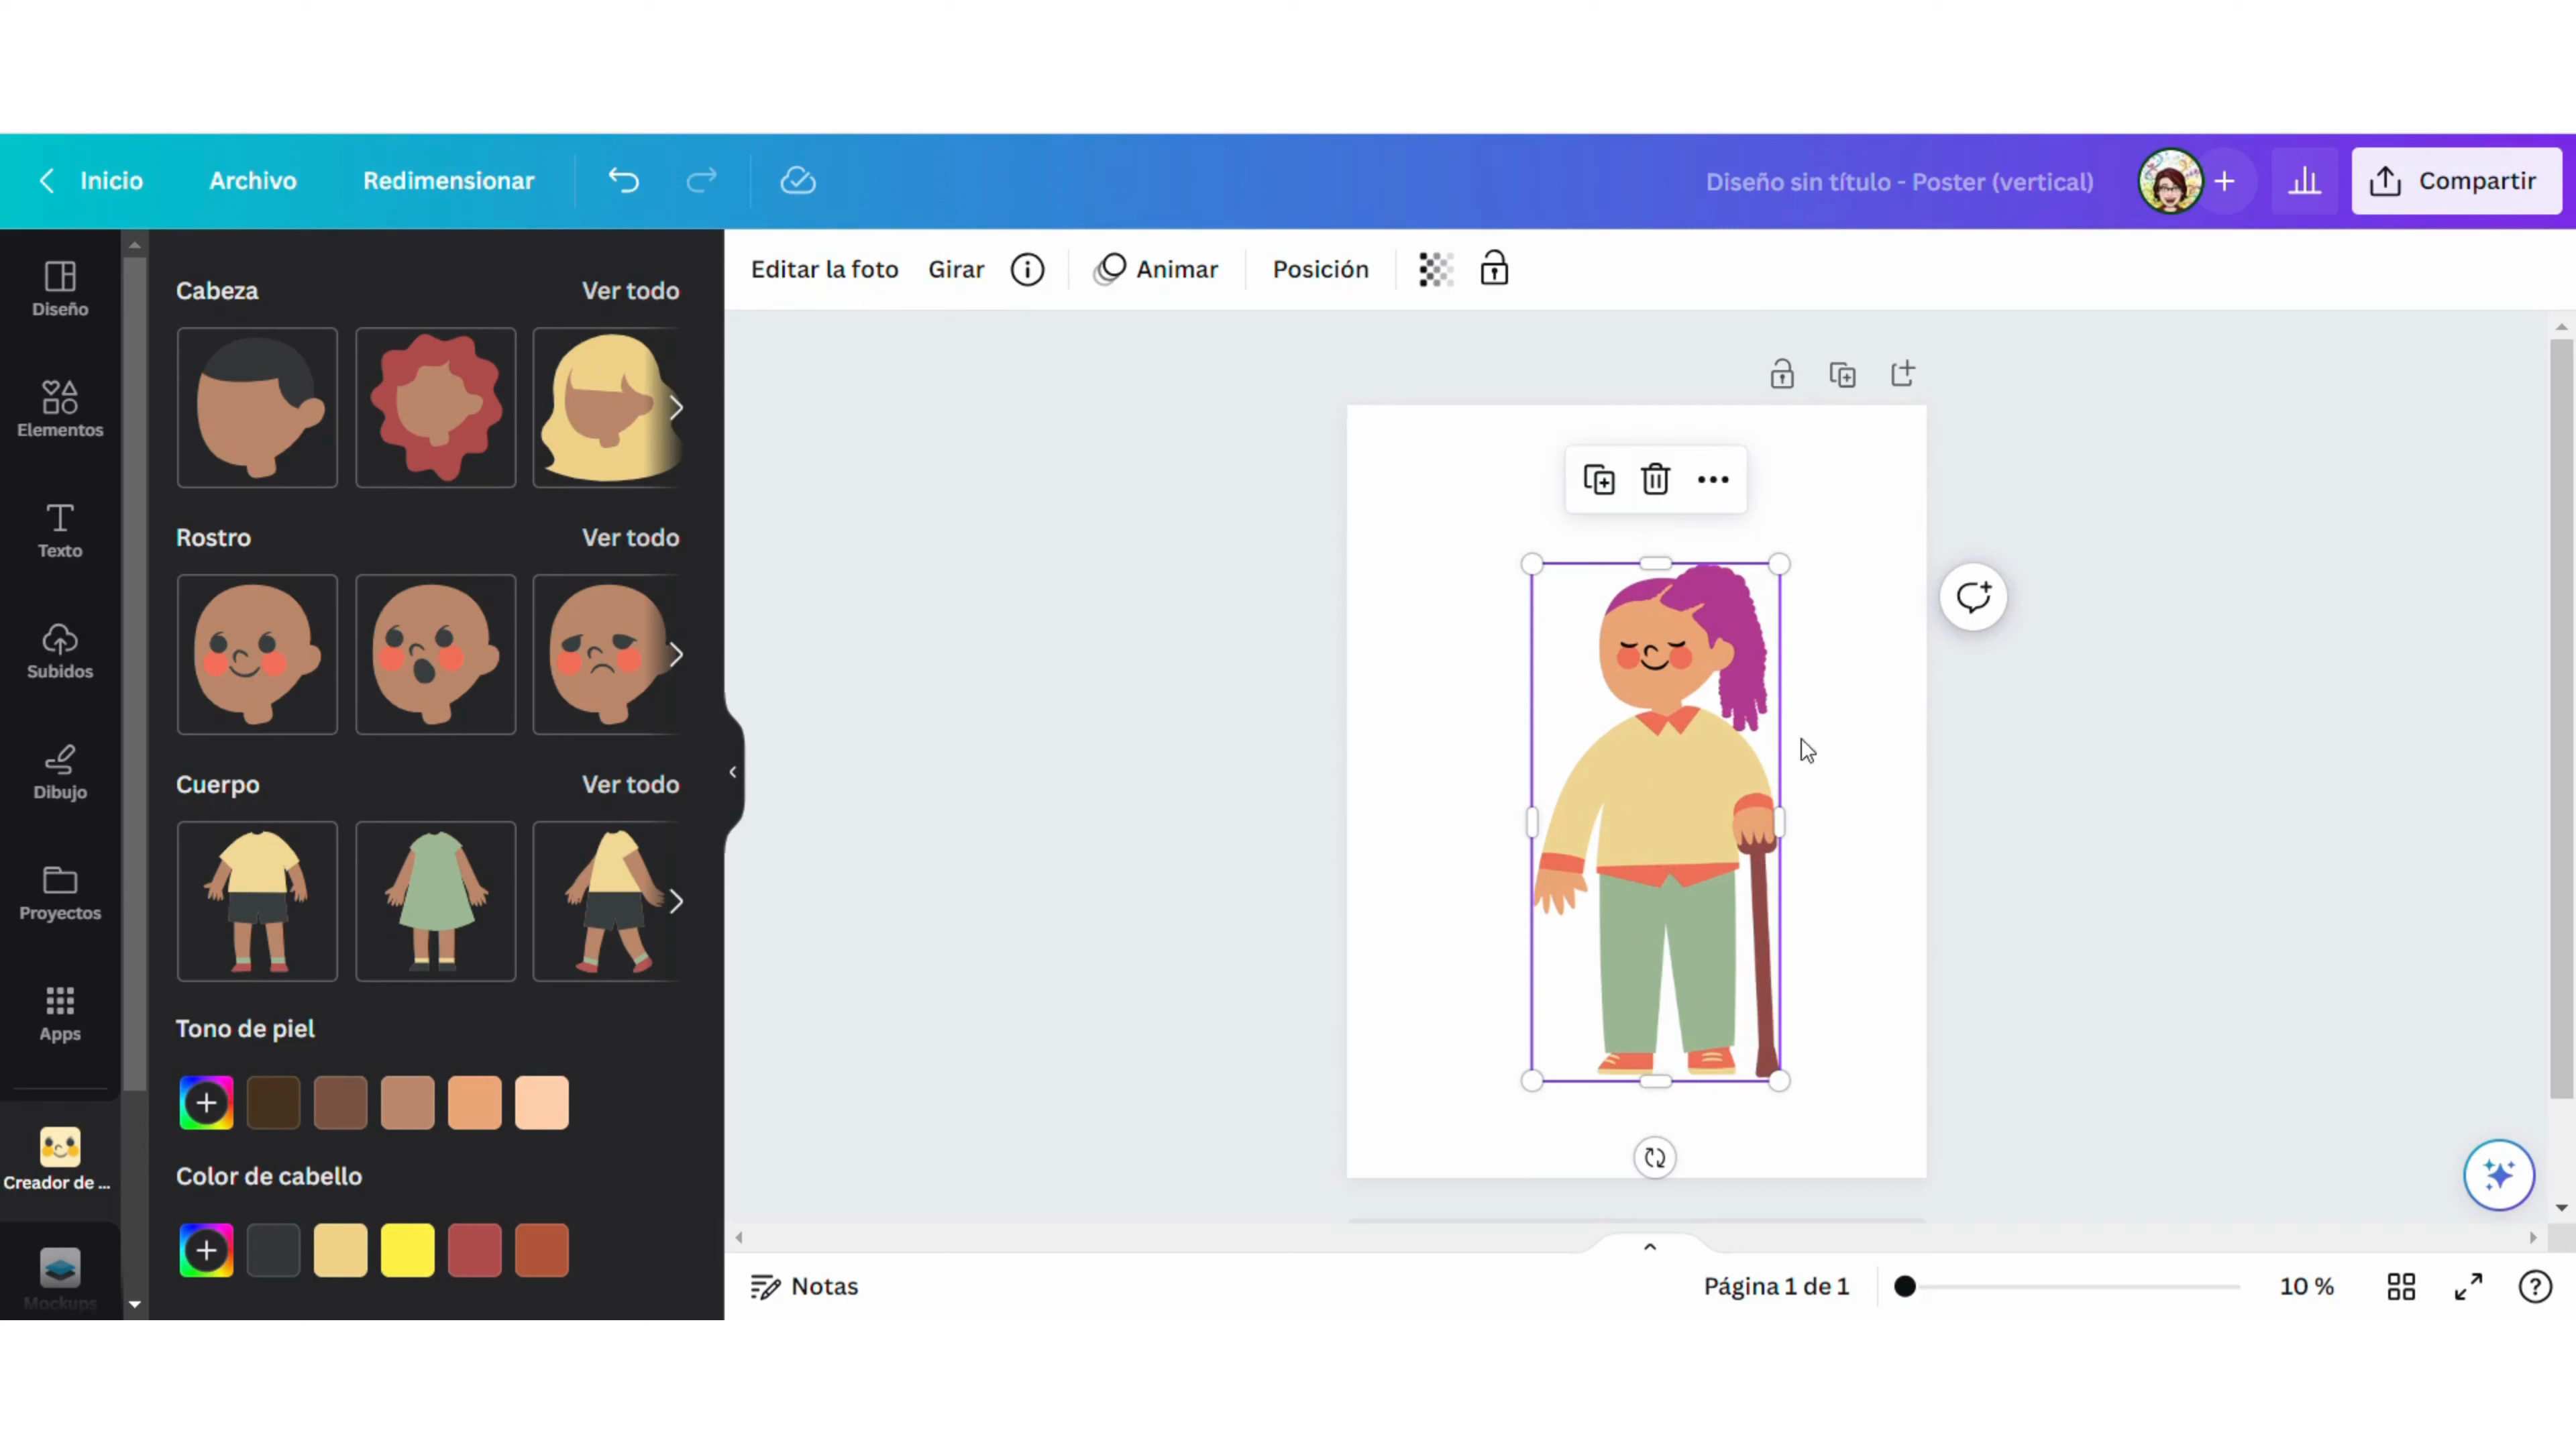 Inicio
Archivo
Redimensionar
Diseño sin título - Poster (vertical)
Compartir
Diseño
Elementos
Texto
Subidos
Dibujo
Proyectos
Apps
Creador de ...
Mockups
Cabeza
Ver todo
Rostro
Ver todo
Cuerpo
Ver todo
Tono de piel
Color de cabello
Editar la foto
Girar
Animar
Posición
Notas
Página 1 de 1
10 %